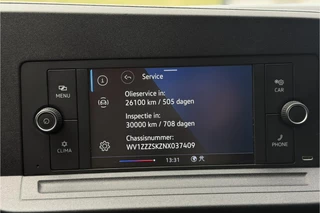 Service
MENU
CLIMA
Olieservice in:
26100 km / 505 dagen
Inspectie in:
30000 km / 708 dagen
Chassisnummer:
WV1ZZZSKZNX037409
13:31
CAR
PHONE